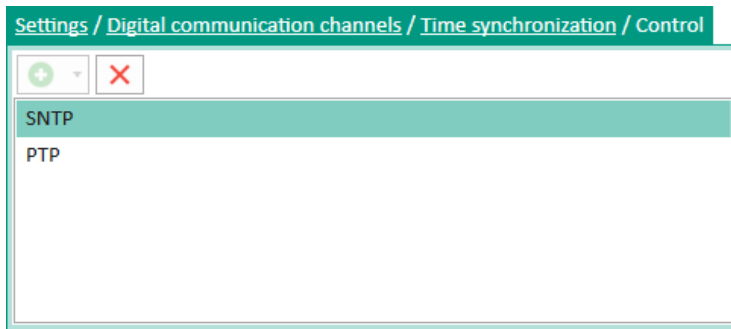 Settings / Digital communication channels / Time synchronization / Control
SNTP
PTP